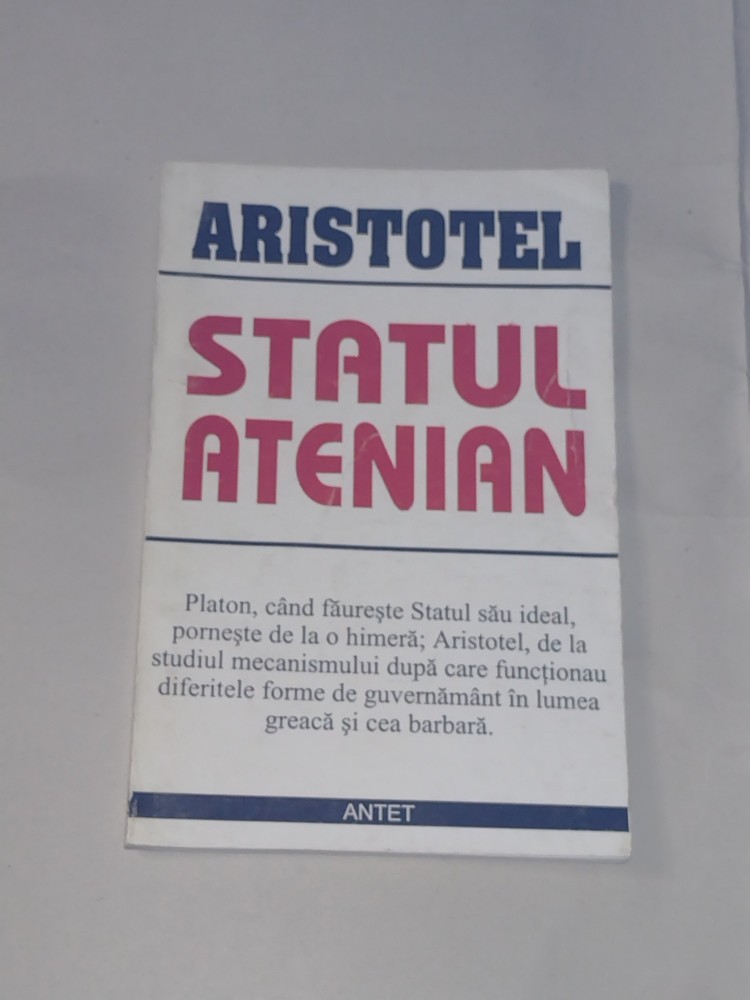 ARISTOTEL
STATUL
ATENIAN
Platon, când făureşte Statul său ideal,
porneşte de la o himeră; Aristotel, de la
studiul mecanismului după care funcţionau
diferitele forme de guvernământ în lumea
greacă şi cea barbară.
ANTET